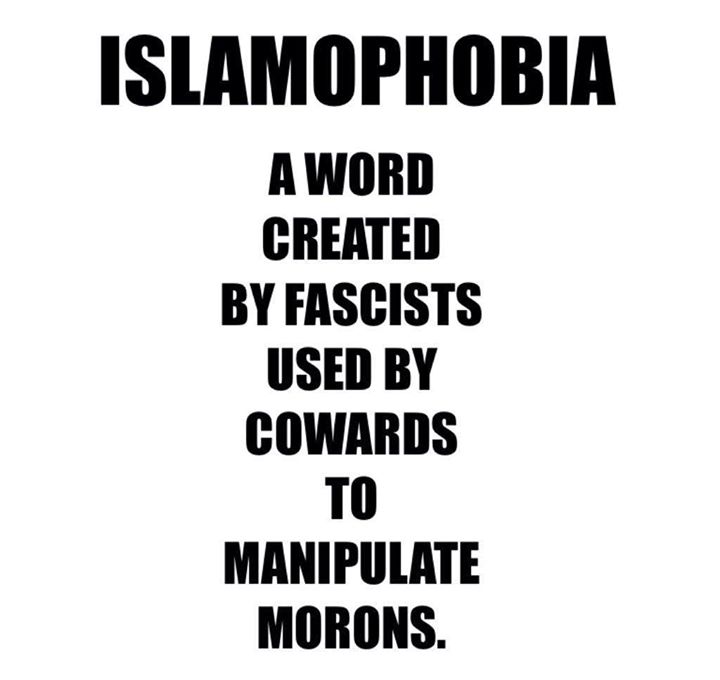 ISLAMOPHOBIA
A WORD
CREATED
BY FASCISTS
USED BY
COWARDS
TO
MANIPULATE
MORONS.